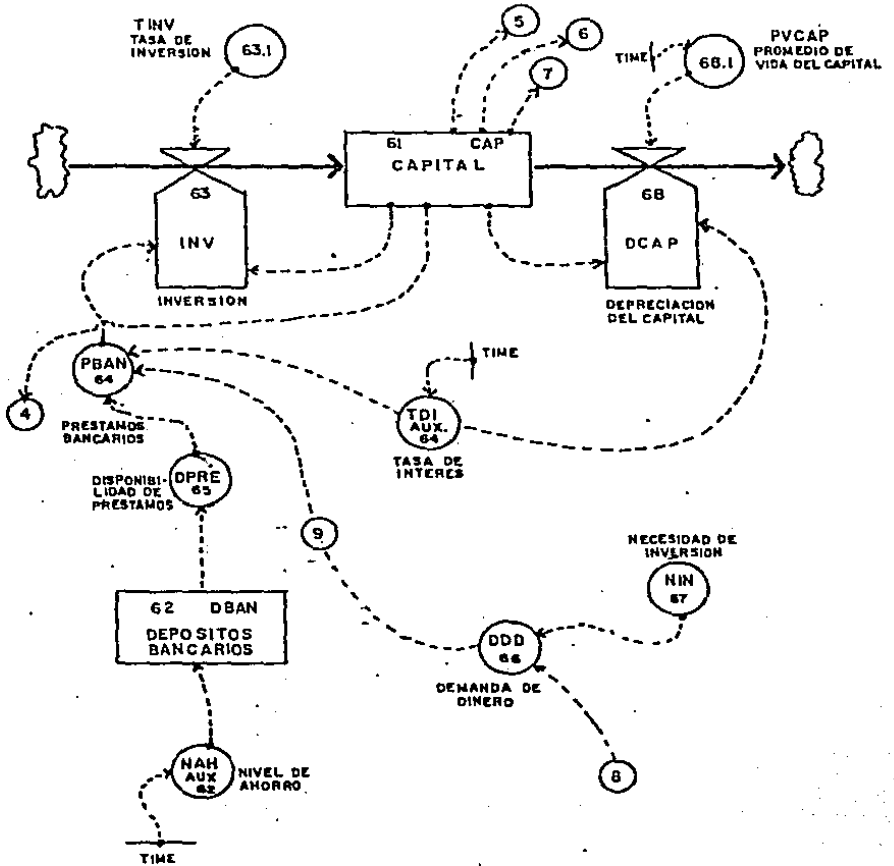 TINV
TASA DE
INVERSION
63.1
5
6
7
TIME
68.1
PVCAP
PROMEDIO DE
VIDA DEL CAPITAL
61 CAP
CAPITAL
63
INV
INVERSION
68
DCAP
DEPRECIACION
DEL CAPITAL
PBAN
64
4
PRESTAMOS
BANCARIOS
TIME
TDI
AUX.
64
TASA DE
INTERES
DISPONIBI-
LIDAD DE
PRESTAMOS
DPRE
65
9
NECESIDAD DE
INVERSION
NIN
67
62 DBAN
DEPOSITOS
BANCARIOS
DDD
66
DEMANDA DE
DINERO
8
NAH
AUX
62
NIVEL DE
AHORRO
TIME